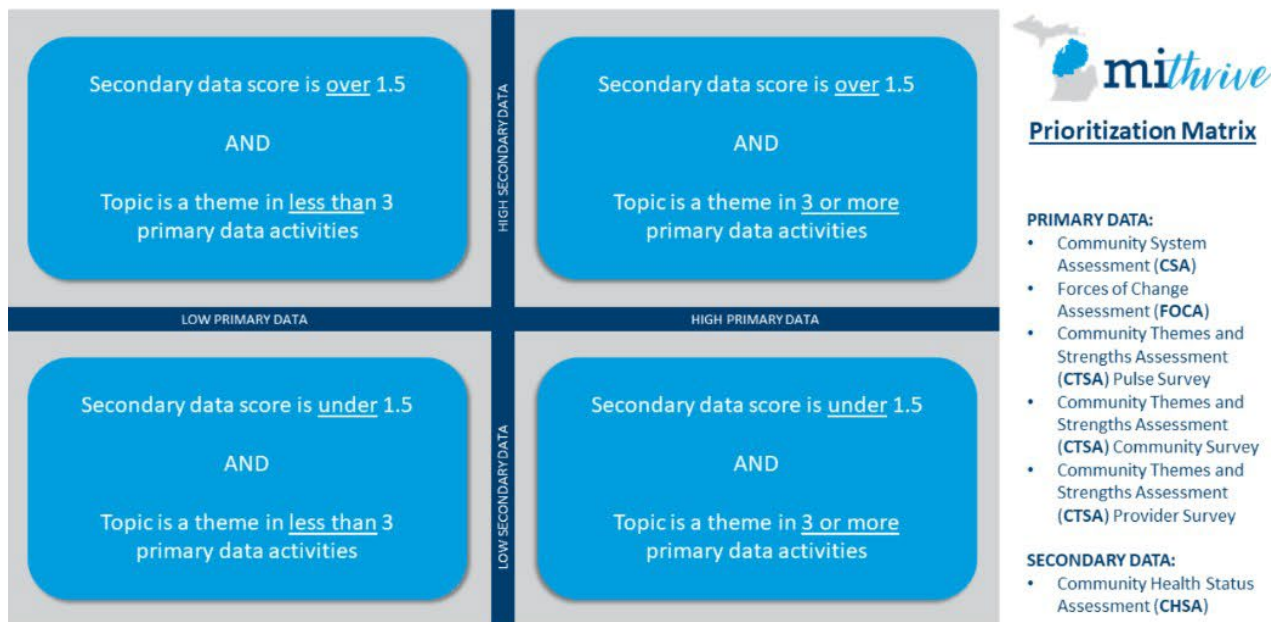 Secondary data score is over 1.5
AND
Topic is a theme in less than 3
primary data activities
HIGH SECONDARY DATA
Secondary data score is over 1.5
AND
Topic is a theme in 3 or more
primary data activities
LOW PRIMARY DATA
HIGH PRIMARY DATA
Secondary data score is under 1.5
AND
Topic is a theme in less than 3
primary data activities
LOW SECONDARY DATA
Secondary data score is under 1.5
AND
Topic is a theme in 3 or more
primary data activities
mithrive
Prioritization Matrix
PRIMARY DATA:
• Community System
Assessment (CSA)
• Forces of Change
Assessment (FOCA)
• Community Themes and
Strengths Assessment
(CTSA) Pulse Survey
• Community Themes and
Strengths Assessment
(CTSA) Community Survey
• Community Themes and
Strengths Assessment
(CTSA) Provider Survey
SECONDARY DATA:
• Community Health Status
Assessment (CHSA)